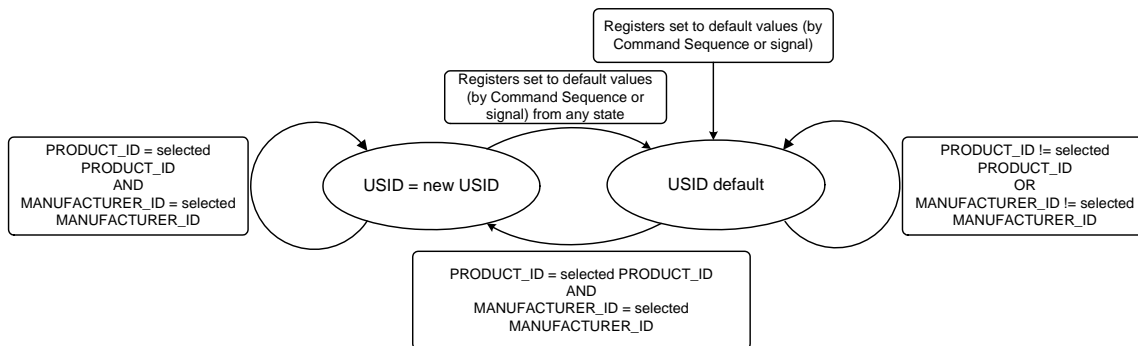 Registers set to default values (by
Command Sequence or signal)
Registers set to default values
(by Command Sequence or
signal) from any state
PRODUCT_ID = selected
PRODUCT_ID
AND
MANUFACTURER_ID = selected
MANUFACTURER_ID
USID = new USID
USID default
PRODUCT_ID != selected
PRODUCT_ID
OR
MANUFACTURER_ID != selected
MANUFACTURER_ID
PRODUCT_ID = selected PRODUCT_ID
AND
MANUFACTURER_ID = selected
MANUFACTURER_ID